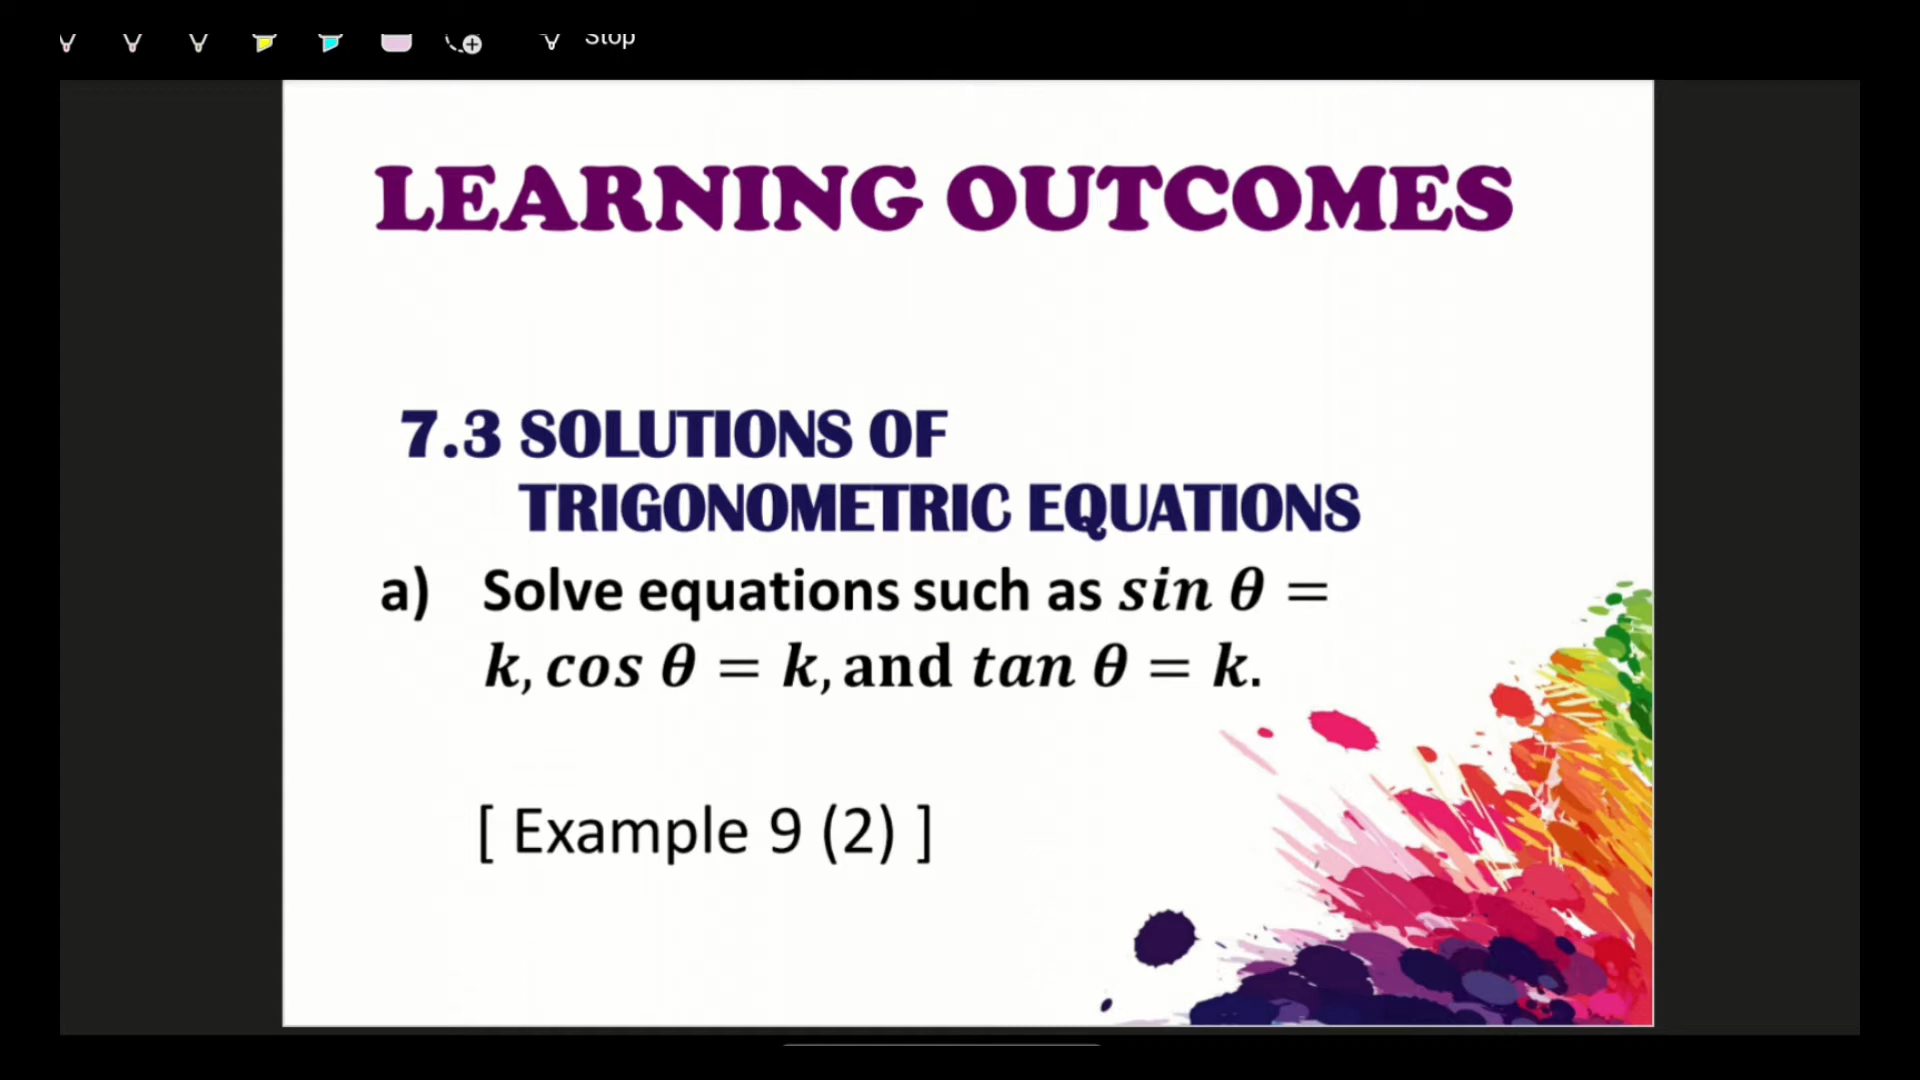 Stop
LEARNING OUTCOMES
7.3 SOLUTIONS OF
TRIGONOMETRIC EQUATIONS
a) Solve equations such as sin θ =
k, cos θ = k, and tan θ = k.
[ Example 9 (2) ]